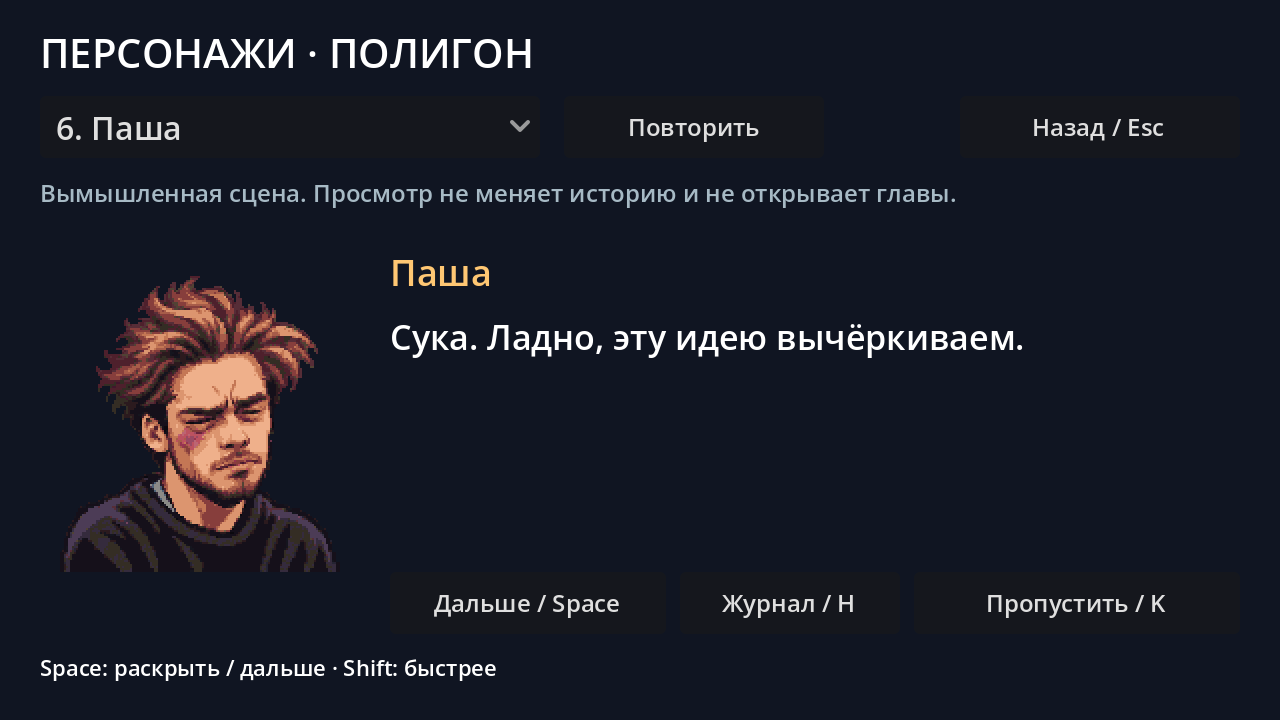 ПЕРСОНАЖИ · ПОЛИГОН
6. Паша
Повторить
Назад / Esc
Вымышленная сцена. Просмотр не меняет историю и не открывает главы.
Паша
Сука. Ладно, эту идею вычёркиваем.
Дальше / Space
Журнал / H
Пропустить / K
Space: раскрыть / дальше · Shift: быстрее